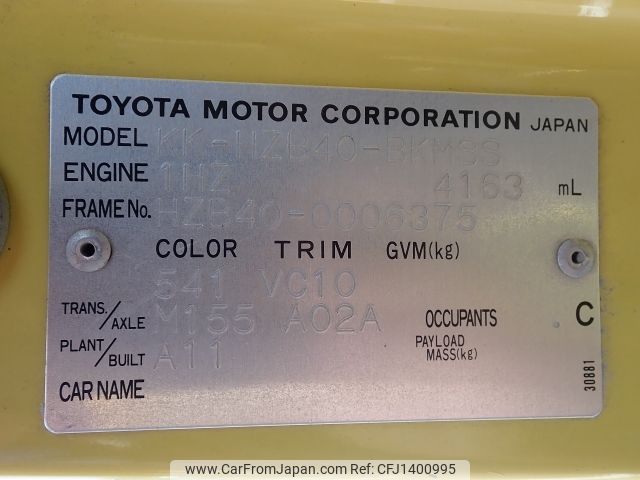 TOYOTA MOTOR CORPORATION JAPAN
MODEL KK-HZB40-BKMSS
ENGINE 1HZ 4163 mL
FRAME No. HZB40-0006375
COLOR TRIM GVM(kg)
541 VC10
TRANS./AXLE M155 A02A OCCUPANTS C
PLANT/BUILT A11 PAYLOAD MASS(kg)
CAR NAME
30881
www.CarFromJapan.com CFJ1400995